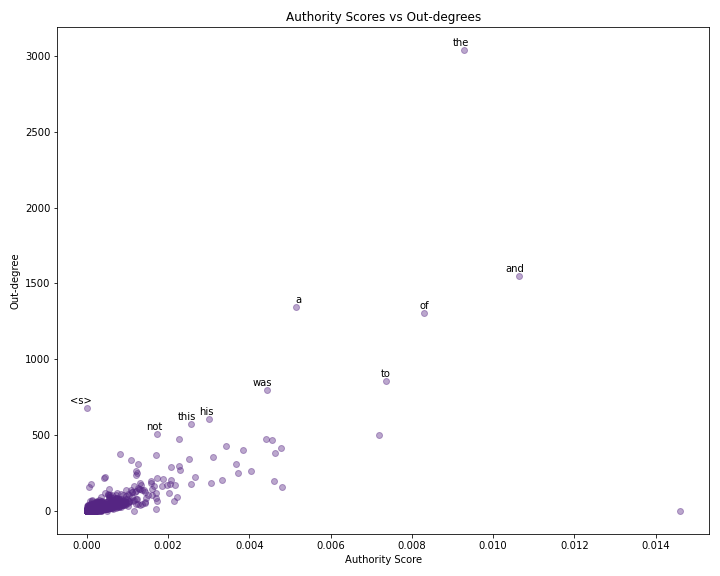 Authority Scores vs Out-degrees
the
3000
2500
2000
and
1500
a
of
1000
to
was
<s>
his
this
not
500
0
Out-degree
0.000 0.002 0.004 0.006 0.008 0.010 0.012 0.014
Authority Score